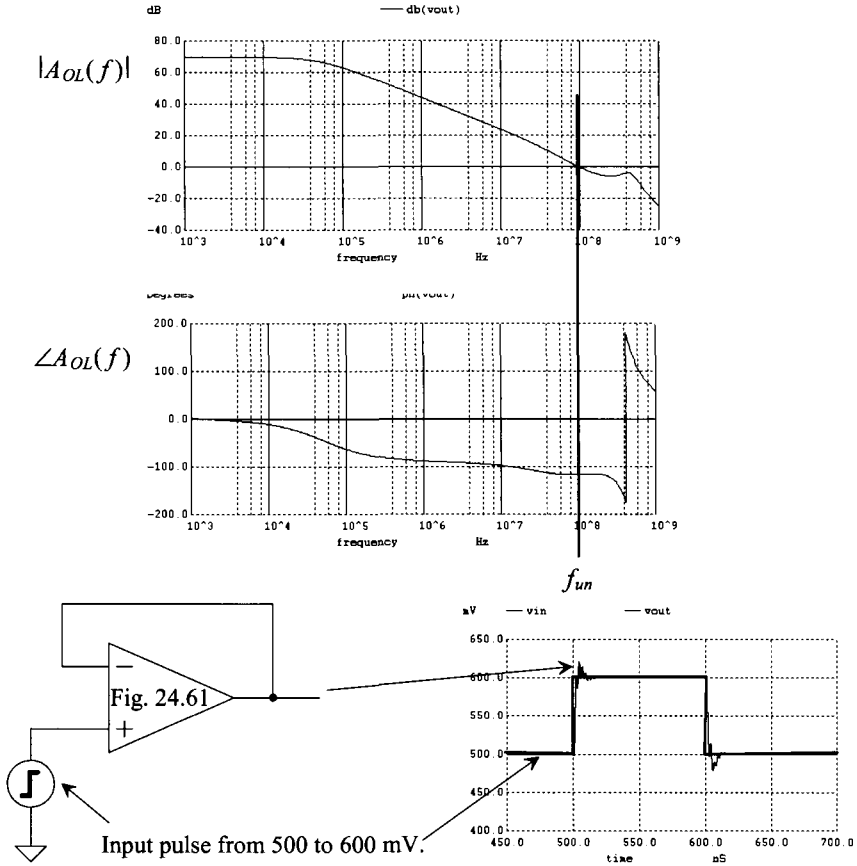 dB
db(vout)
|A_OL(f)|
80.0
60.0
40.0
20.0
0.0
-20.0
-40.0
10^3 10^4 10^5 10^6 10^7 10^8 10^9
frequency Hz
∠A_OL(f)
200.0
100.0
0.0
-100.0
-200.0
10^3 10^4 10^5 10^6 10^7 10^8 10^9
frequency Hz
f_un
mV vin vout
650.0
600.0
550.0
500.0
450.0
400.0
450.0 500.0 550.0 600.0 650.0 700.0
time nS
−
Fig. 24.61
+
Input pulse from 500 to 600 mV.